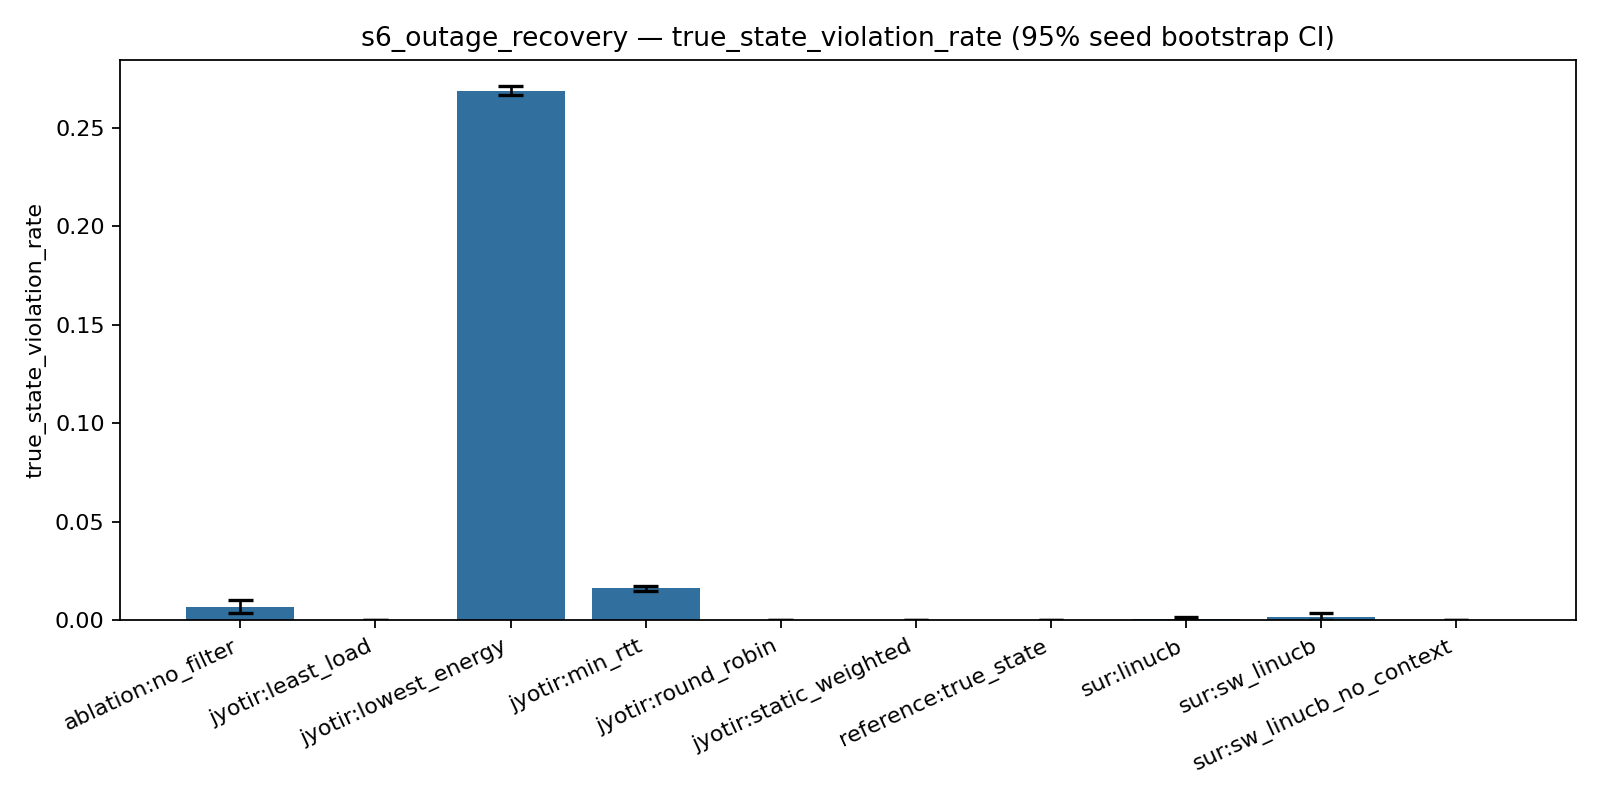 s6_outage_recovery — true_state_violation_rate (95% seed bootstrap CI)
true_state_violation_rate
0.25
0.20
0.15
0.10
0.05
0.00
ablation:no_filter
jyotir:least_load
jyotir:lowest_energy
jyotir:min_rtt
jyotir:round_robin
jyotir:static_weighted
reference:true_state
sur:linucb
sur:sw_linucb
sur:sw_linucb_no_context